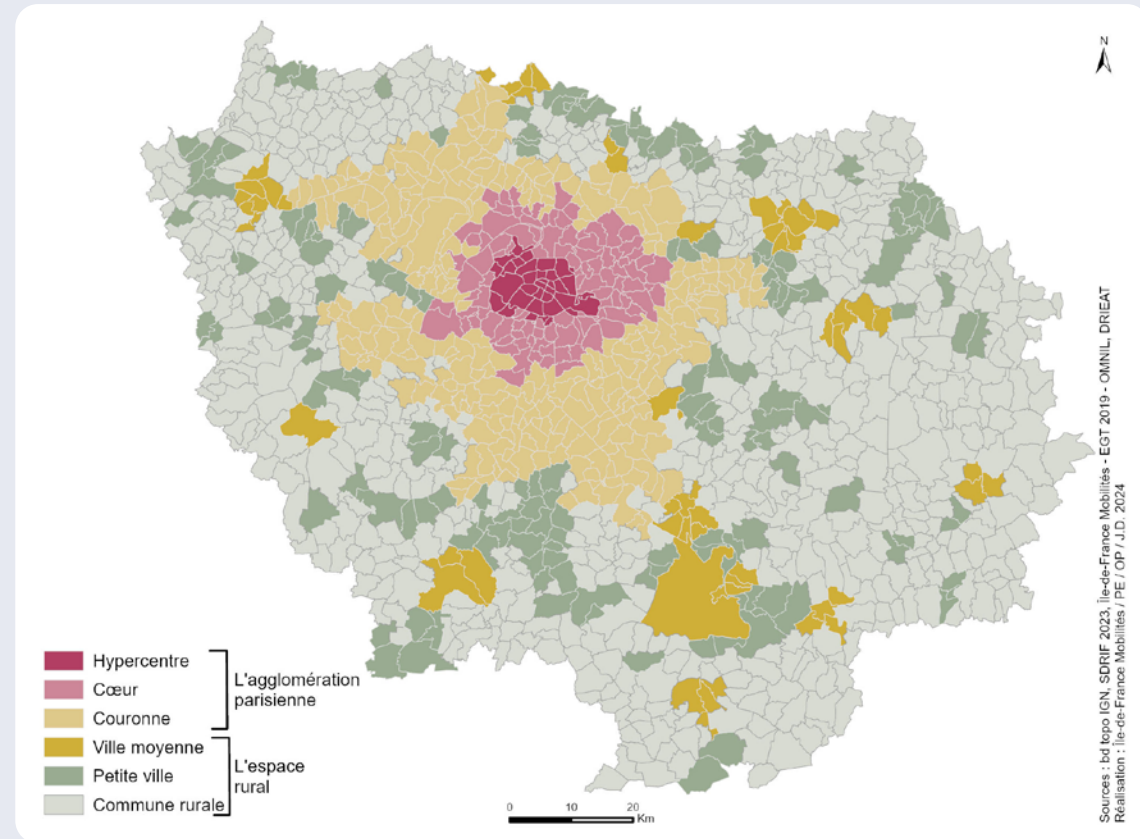 N
Hypercentre
Cœur
Couronne
L'agglomération
parisienne
Ville moyenne
Petite ville
Commune rurale
L'espace
rural
0 10 20
Km
Sources : bd topo IGN, SDRIF 2023, Île-de-France Mobilités - EGT 2019 - OMNIL, DRIEAT
Réalisation : Île-de-France Mobilités / PE / OP / J.D. 2024